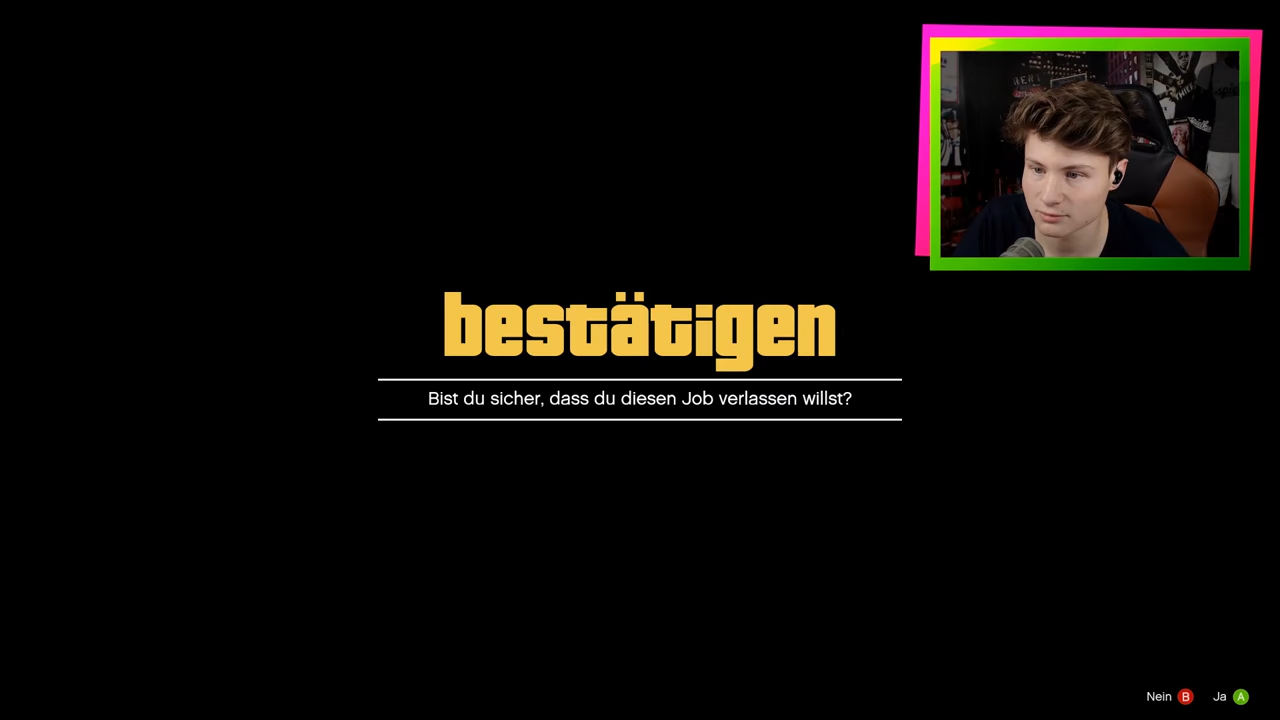 bestätigen
Bist du sicher, dass du diesen Job verlassen willst?
Nein B Ja A